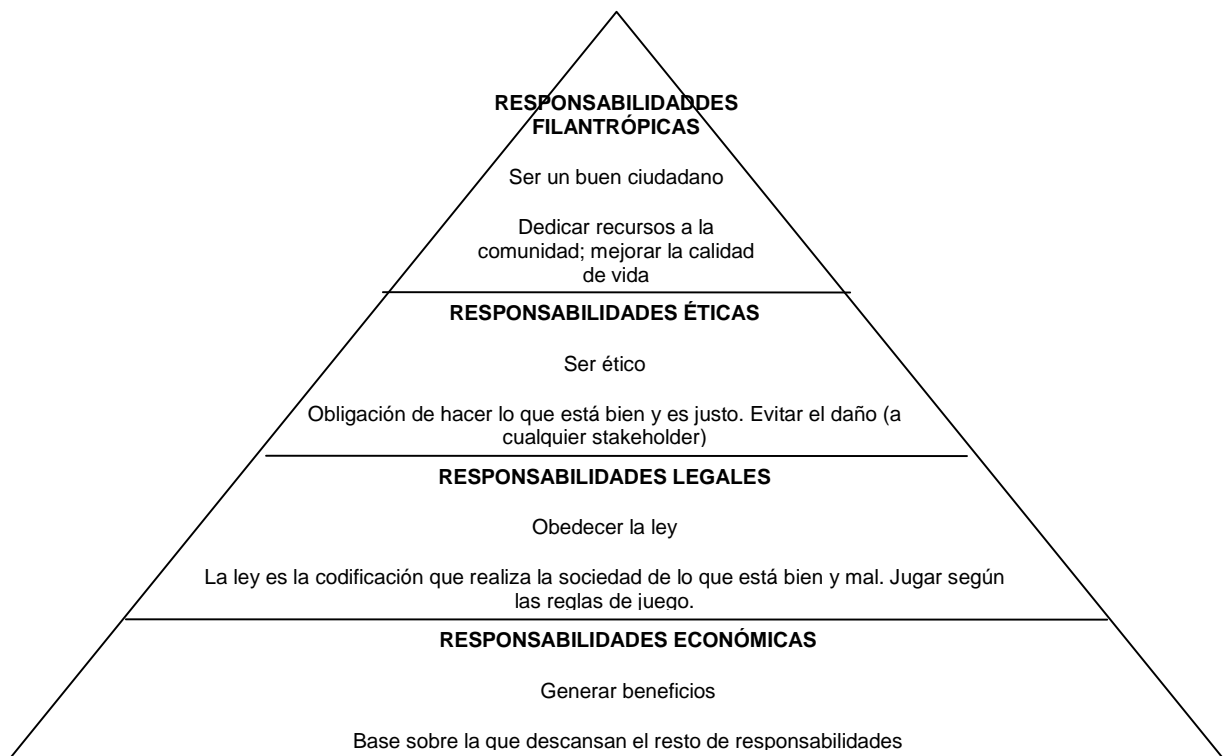 RESPONSABILIDADDES
FILANTRÓPICAS
Ser un buen ciudadano
Dedicar recursos a la
comunidad; mejorar la calidad
de vida
RESPONSABILIDADES ÉTICAS
Ser ético
Obligación de hacer lo que está bien y es justo. Evitar el daño (a
cualquier stakeholder)
RESPONSABILIDADES LEGALES
Obedecer la ley
La ley es la codificación que realiza la sociedad de lo que está bien y mal. Jugar según
las reglas de juego.
RESPONSABILIDADES ECONÓMICAS
Generar beneficios
Base sobre la que descansan el resto de responsabilidades